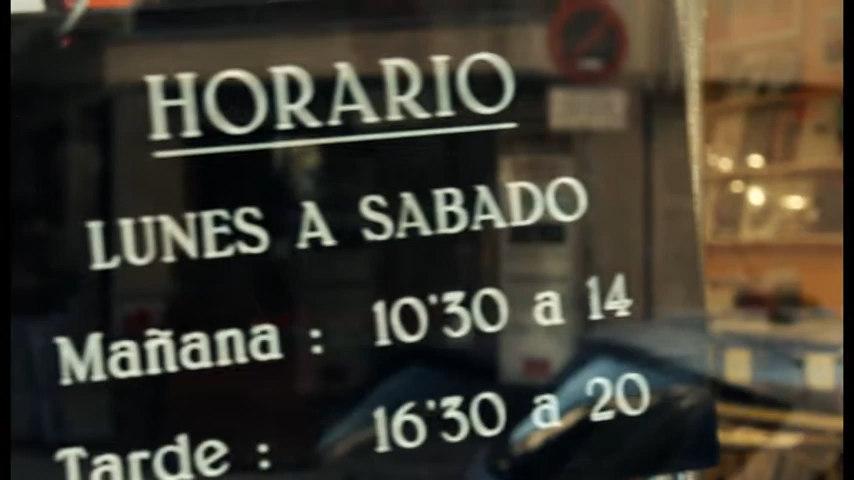 HORARIO
LUNES A SABADO
Mañana : 10'30 a 14
Tarde : 16'30 a 20